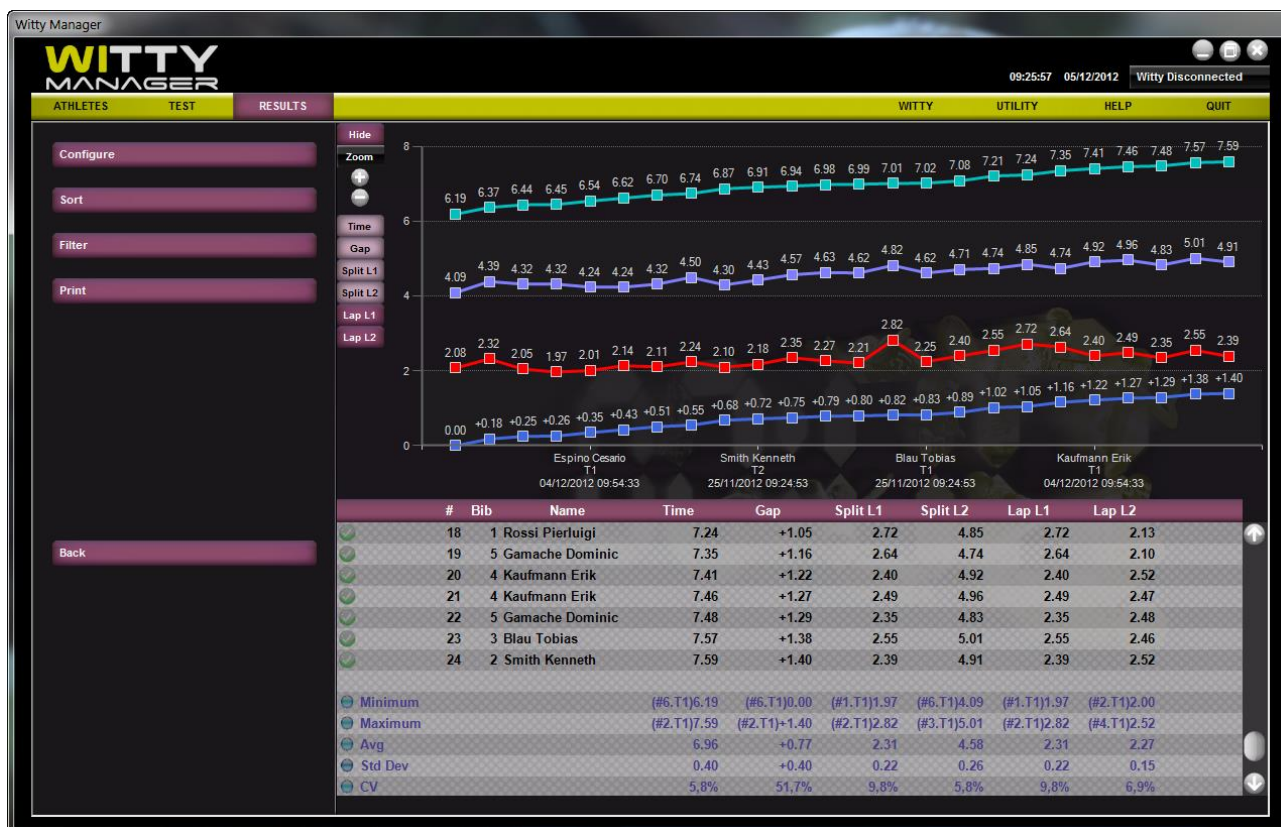 Witty Manager
WITTY
MANAGER
09:25:57 05/12/2012 Witty Disconnected
ATHLETES TEST RESULTS WITTY UTILITY HELP QUIT
Configure
Sort
Filter
Print
Back
Hide
Zoom
Time
Gap
Split L1
Split L2
Lap L1
Lap L2
8
6.19 6.37 6.44 6.45 6.54 6.62 6.70 6.74 6.87 6.91 6.94 6.98 6.99 7.01 7.02 7.08 7.21 7.24 7.35 7.41 7.46 7.48 7.57 7.59
6
4.09 4.39 4.32 4.32 4.24 4.24 4.32 4.50 4.30 4.43 4.57 4.63 4.62 4.82 4.62 4.71 4.74 4.85 4.74 4.92 4.96 4.83 5.01 4.91
4
2.08 2.32 2.05 1.97 2.01 2.14 2.11 2.24 2.10 2.18 2.35 2.27 2.21 2.82 2.25 2.40 2.55 2.72 2.64 2.40 2.49 2.35 2.55 2.39
2
0.00 +0.18 +0.25 +0.26 +0.35 +0.43 +0.51 +0.55 +0.68 +0.72 +0.75 +0.79 +0.80 +0.82 +0.83 +0.89 +1.02 +1.05 +1.16 +1.22 +1.27 +1.29 +1.38 +1.40
0
Espino Cesario Smith Kenneth Blau Tobias Kaufmann Erik
T1 T2 T1 T1
04/12/2012 09:54:33 25/11/2012 09:24:53 25/11/2012 09:24:53 04/12/2012 09:54:33
# Bib Name Time Gap Split L1 Split L2 Lap L1 Lap L2
18 1 Rossi Pierluigi 7.24 +1.05 2.72 4.85 2.72 2.13
19 5 Gamache Dominic 7.35 +1.16 2.64 4.74 2.64 2.10
20 4 Kaufmann Erik 7.41 +1.22 2.40 4.92 2.40 2.52
21 4 Kaufmann Erik 7.46 +1.27 2.49 4.96 2.49 2.47
22 5 Gamache Dominic 7.48 +1.29 2.35 4.83 2.35 2.48
23 3 Blau Tobias 7.57 +1.38 2.55 5.01 2.55 2.46
24 2 Smith Kenneth 7.59 +1.40 2.39 4.91 2.39 2.52
Minimum (#6.T1)6.19 (#6.T1)0.00 (#1.T1)1.97 (#6.T1)4.09 (#1.T1)1.97 (#2.T1)2.00
Maximum (#2.T1)7.59 (#2.T1)+1.40 (#2.T1)2.82 (#3.T1)5.01 (#2.T1)2.82 (#4.T1)2.52
Avg 6.96 +0.77 2.31 4.58 2.31 2.27
Std Dev 0.40 +0.40 0.22 0.26 0.22 0.15
CV 5,8% 51,7% 9,8% 5,8% 9,8% 6,9%